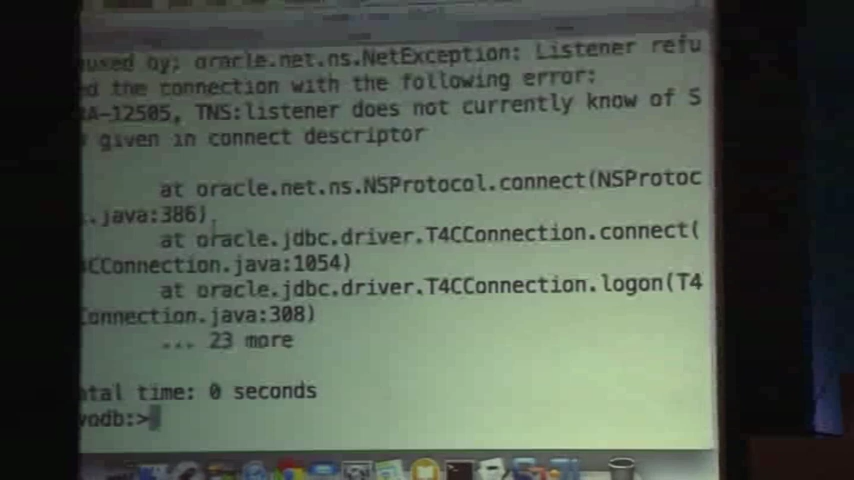 used by: oracle.net.ns.NetException: Listener refu
d the connection with the following error:
A-12505, TNS:listener does not currently know of S
given in connect descriptor
at oracle.net.ns.NSProtocol.connect(NSProtoc
.java:386)
at oracle.jdbc.driver.T4CConnection.connect(
CConnection.java:1054)
at oracle.jdbc.driver.T4CConnection.logon(T4
Connection.java:308)
... 23 more
tal time: 0 seconds
odb:>